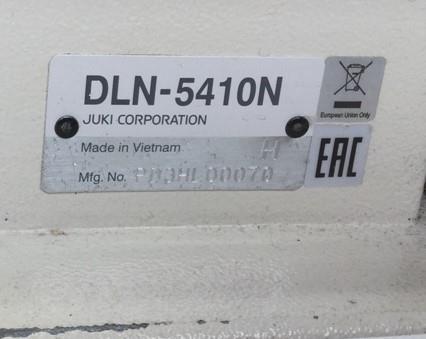 DLN-5410N
JUKI CORPORATION
European Union Only
Made in Vietnam H
EAC
Mfg. No.